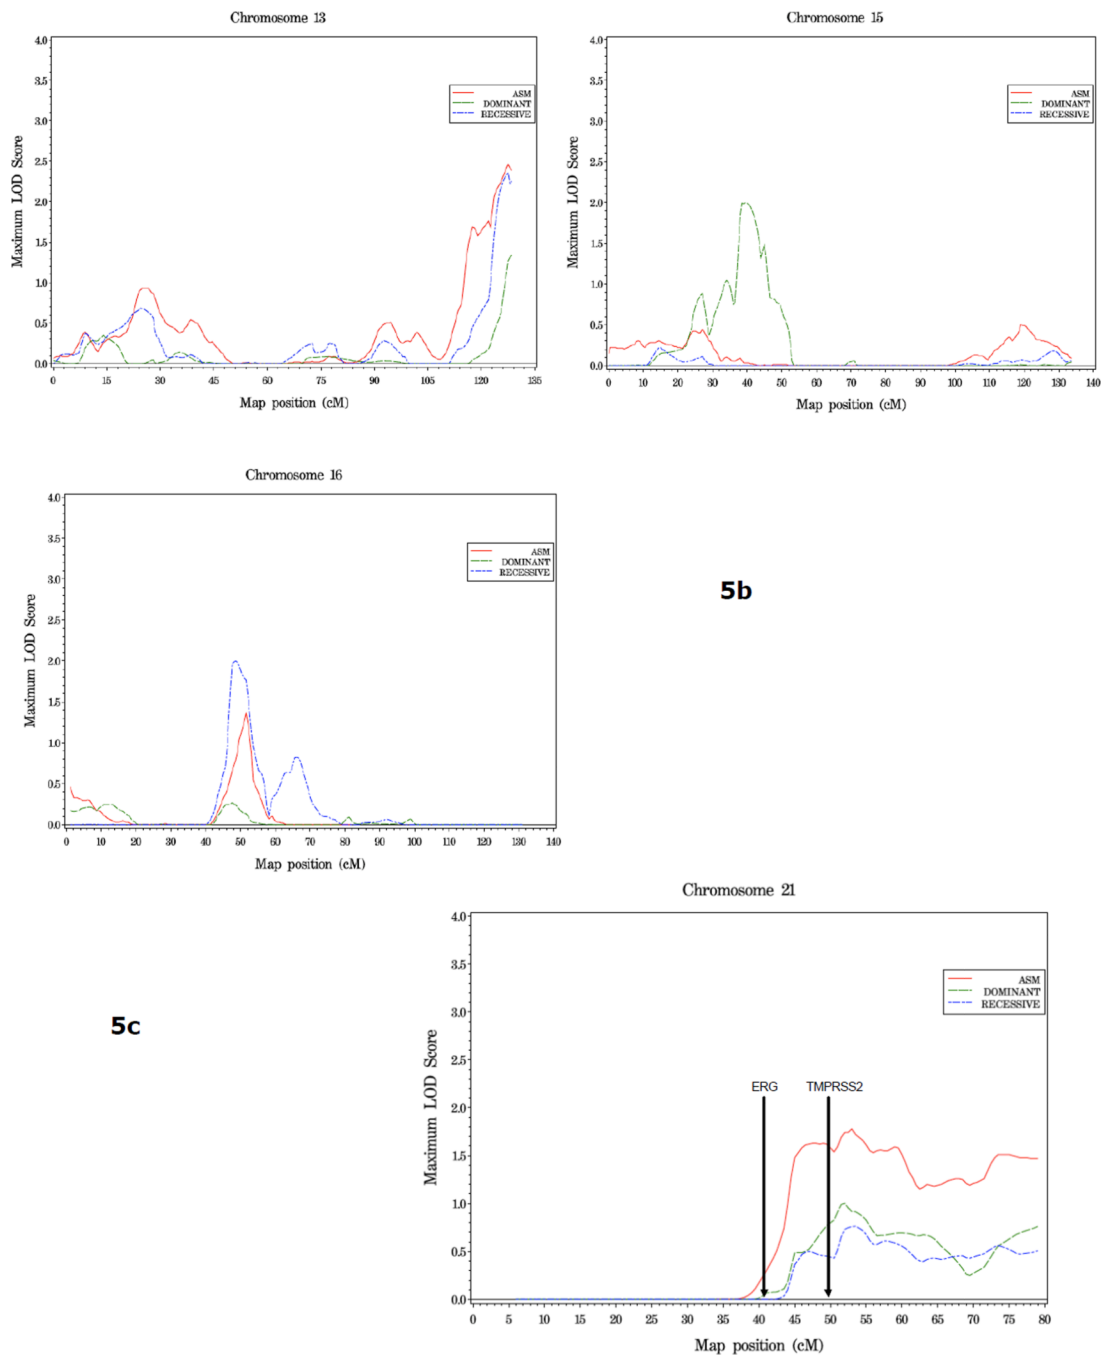 Chromosome 13
4.0
3.5
3.0
2.5
2.0
1.5
1.0
0.5
0.0
Maximum LOD Score
ASM
DOMINANT
RECESSIVE
0 15 30 45 60 75 90 105 120 135
Map position (cM)
Chromosome 15
4.0
3.5
3.0
2.5
2.0
1.5
1.0
0.5
0.0
Maximum LOD Score
ASM
DOMINANT
RECESSIVE
0 10 20 30 40 50 60 70 80 90 100 110 120 130 140
Map position (cM)
Chromosome 16
4.0
3.5
3.0
2.5
2.0
1.5
1.0
0.5
0.0
Maximum LOD Score
ASM
DOMINANT
RECESSIVE
0 10 20 30 40 50 60 70 80 90 100 110 120 130 140
Map position (cM)
5b
Chromosome 21
4.0
3.5
3.0
2.5
2.0
1.5
1.0
0.5
0.0
Maximum LOD Score
ASM
DOMINANT
RECESSIVE
ERG TMPRSS2
0 5 10 15 20 25 30 35 40 45 50 55 60 65 70 75 80
Map position (cM)
5c